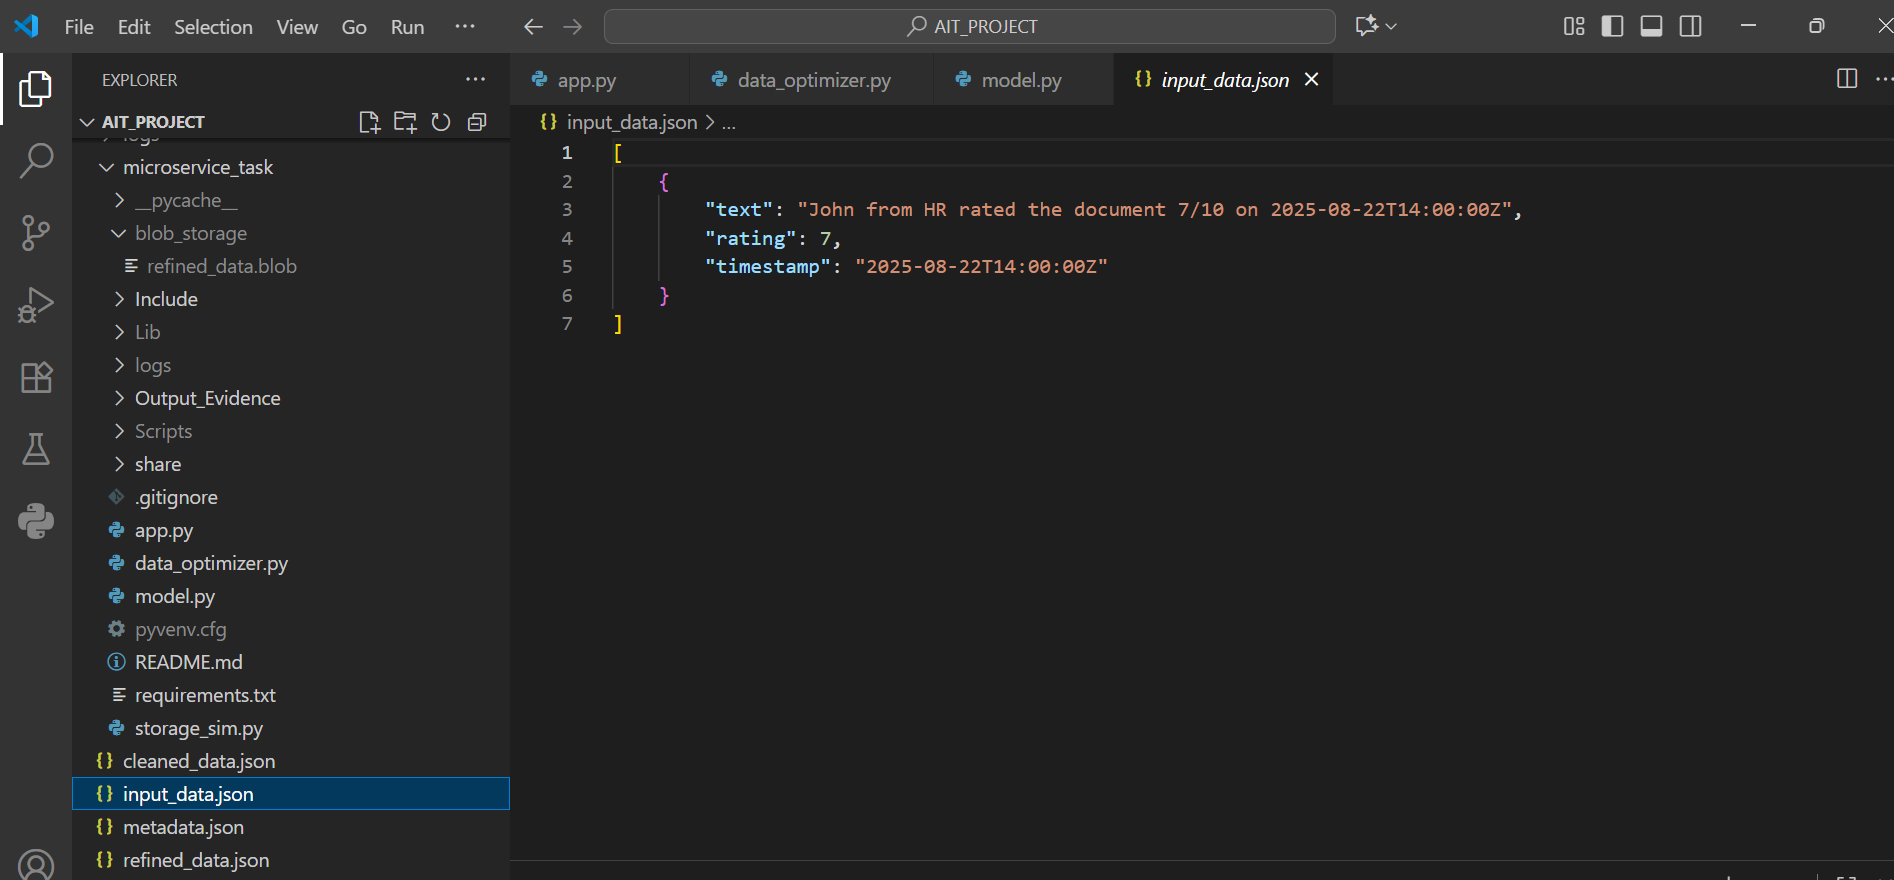 File Edit Selection View Go Run ···
AIT_PROJECT
EXPLORER
···
AIT_PROJECT
logs
microservice_task
__pycache__
blob_storage
refined_data.blob
Include
Lib
logs
Output_Evidence
Scripts
share
.gitignore
app.py
data_optimizer.py
model.py
pyvenv.cfg
README.md
requirements.txt
storage_sim.py
{} cleaned_data.json
{} input_data.json
{} metadata.json
{} refined_data.json
app.py
data_optimizer.py
model.py
{} input_data.json
{} input_data.json > ...
1 [
2 {
3 "text": "John from HR rated the document 7/10 on 2025-08-22T14:00:00Z",
4 "rating": 7,
5 "timestamp": "2025-08-22T14:00:00Z"
6 }
7 ]